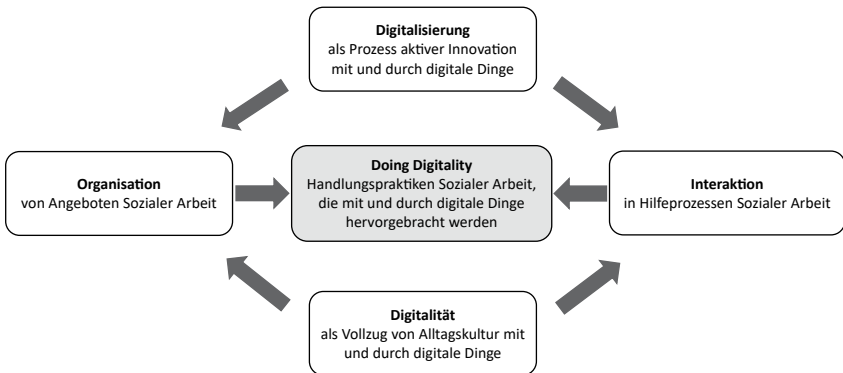 Digitalisierung
als Prozess aktiver Innovation
mit und durch digitale Dinge
Organisation
von Angeboten Sozialer Arbeit
Doing Digitality
Handlungspraktiken Sozialer Arbeit,
die mit und durch digitale Dinge
hervorgebracht werden
Interaktion
in Hilfeprozessen Sozialer Arbeit
Digitalität
als Vollzug von Alltagskultur mit
und durch digitale Dinge